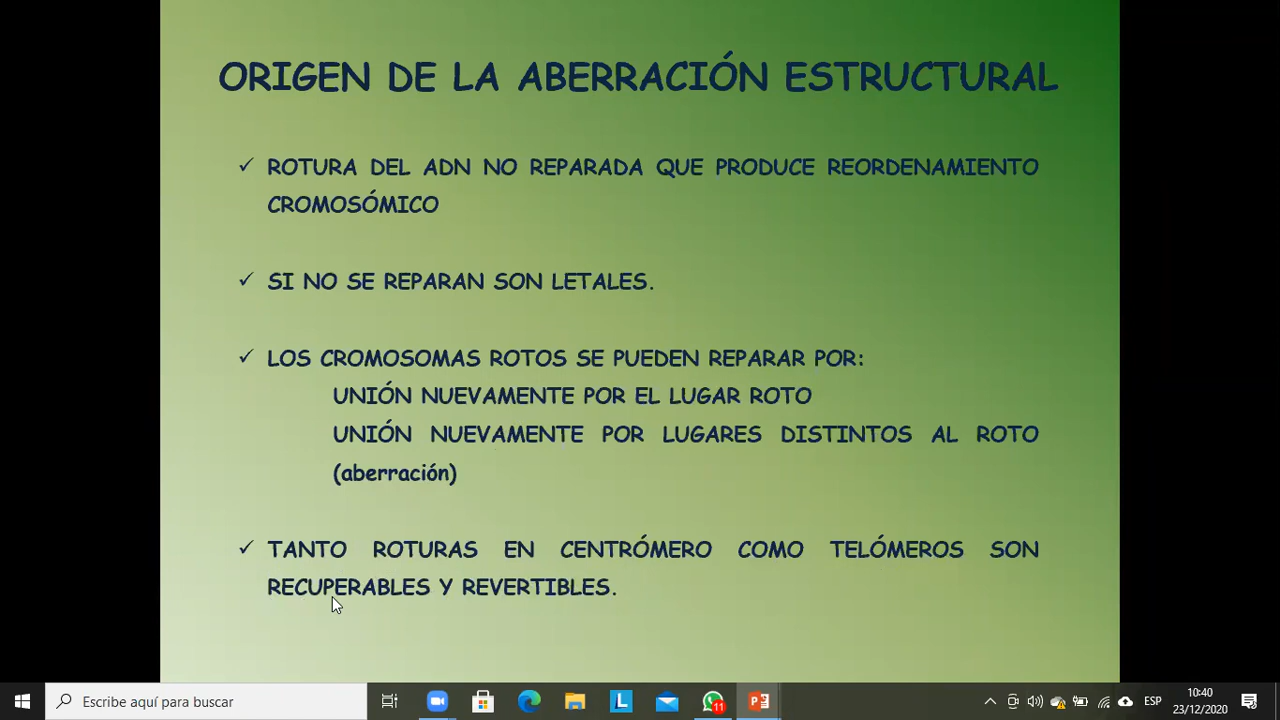 ORIGEN DE LA ABERRACIÓN ESTRUCTURAL
✓ ROTURA DEL ADN NO REPARADA QUE PRODUCE REORDENAMIENTO
CROMOSÓMICO
✓ SI NO SE REPARAN SON LETALES.
✓ LOS CROMOSOMAS ROTOS SE PUEDEN REPARAR POR:
UNIÓN NUEVAMENTE POR EL LUGAR ROTO
UNIÓN NUEVAMENTE POR LUGARES DISTINTOS AL ROTO
(aberración)
✓ TANTO ROTURAS EN CENTRÓMERO COMO TELÓMEROS SON
RECUPERABLES Y REVERTIBLES.
Escribe aquí para buscar
L
11
P
ESP
10:40
23/12/2020